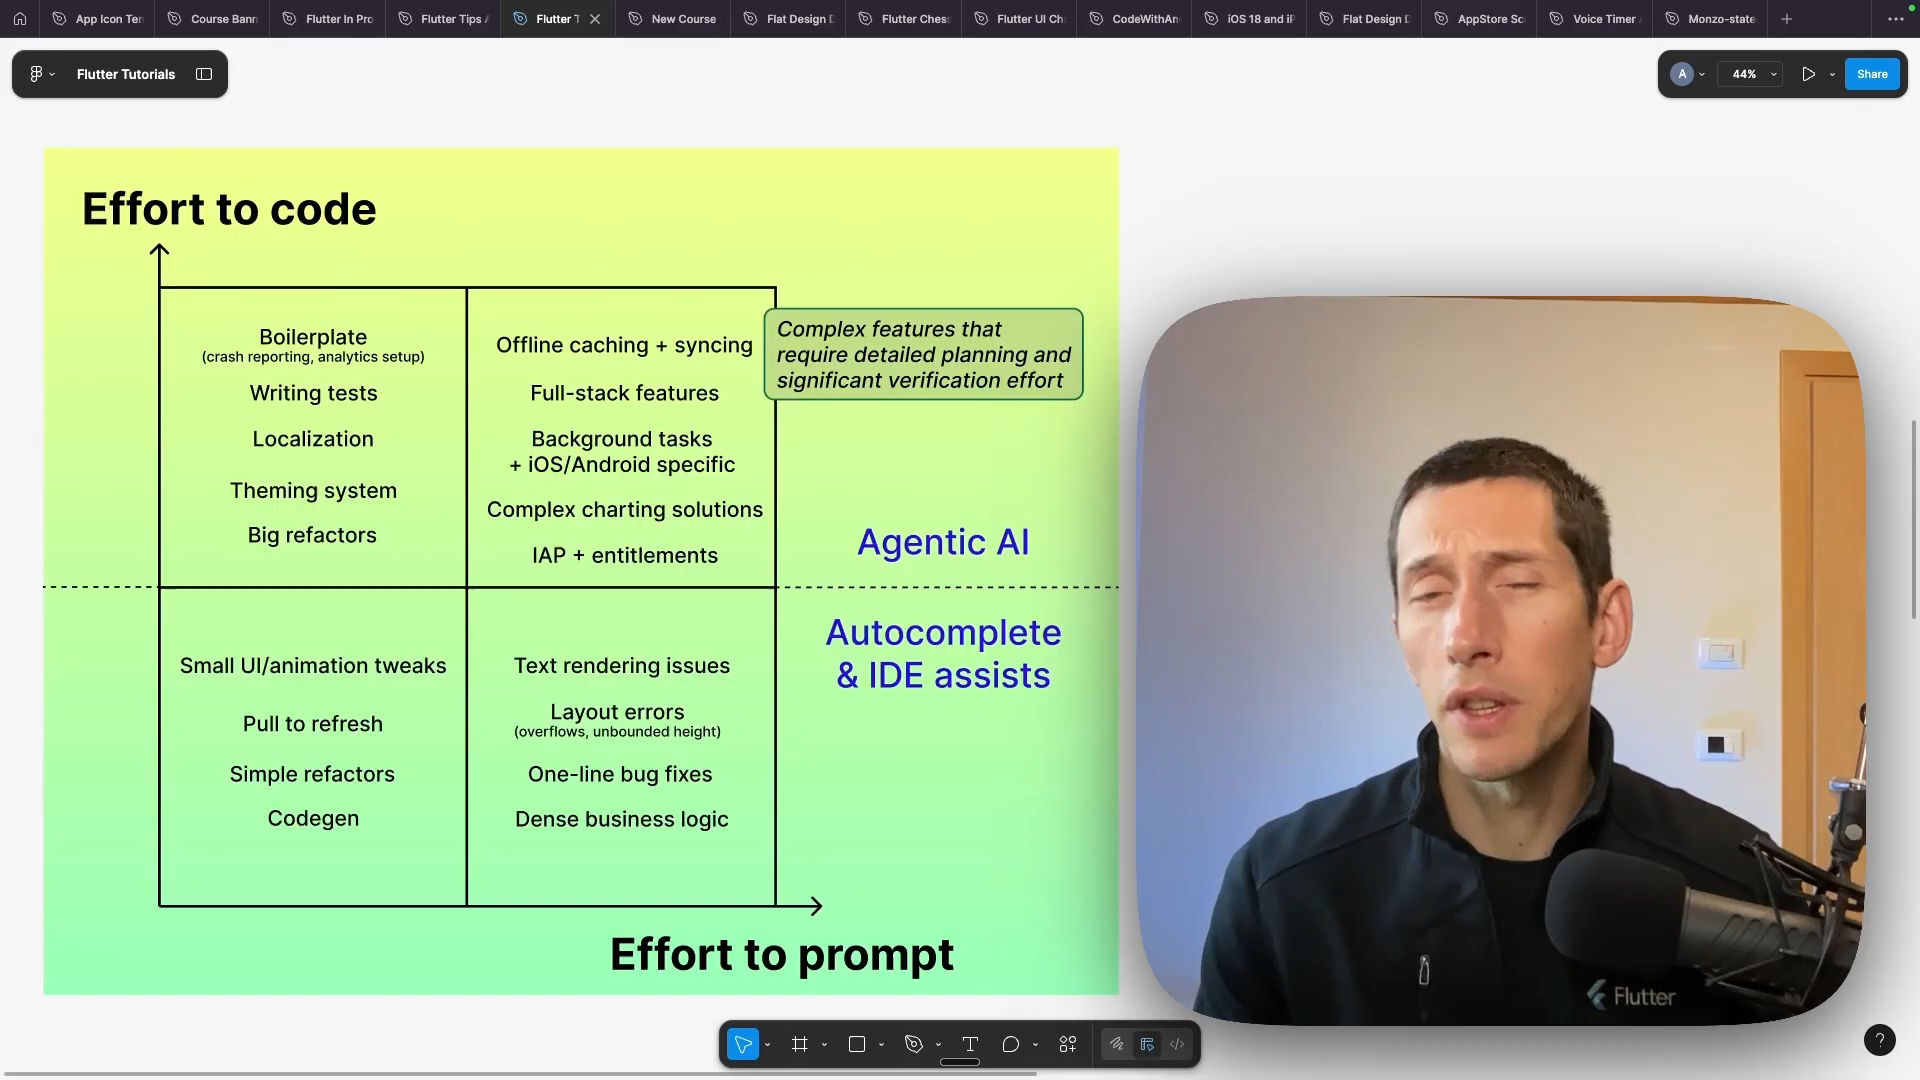 App Icon Ten
Course Bann
Flutter In Pro
Flutter Tips A
Flutter T
New Course
Flat Design D
Flutter Chess
Flutter UI Ch
CodeWithAn
iOS 18 and iP
Flat Design D
AppStore Sc
Voice Timer
Monzo-state
Flutter Tutorials
A
44%
Share
Effort to code
Boilerplate
(crash reporting, analytics setup)
Writing tests
Localization
Theming system
Big refactors
Offline caching + syncing
Full-stack features
Background tasks
+ iOS/Android specific
Complex charting solutions
IAP + entitlements
Complex features that
require detailed planning and
significant verification effort
Agentic AI
Autocomplete
& IDE assists
Small UI/animation tweaks
Pull to refresh
Simple refactors
Codegen
Text rendering issues
Layout errors
(overflows, unbounded height)
One-line bug fixes
Dense business logic
Effort to prompt
Flutter
?